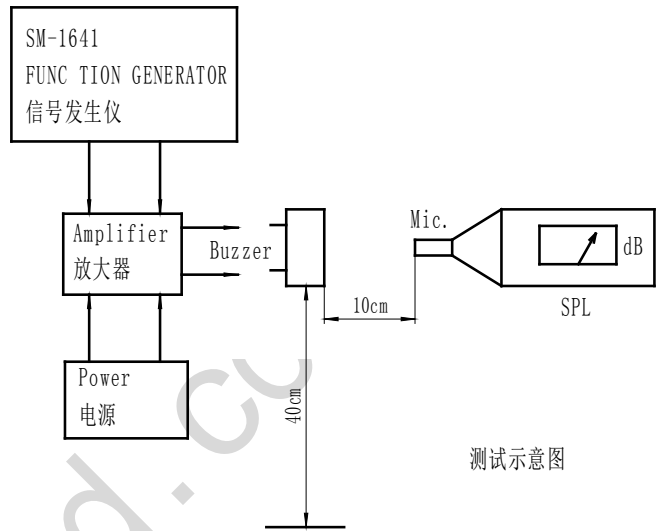 SM-1641
FUNC TION GENERATOR
信号发生仪
Amplifier
放大器
Buzzer
Mic.
dB
SPL
10cm
Power
电源
40cm
测试示意图
d.co